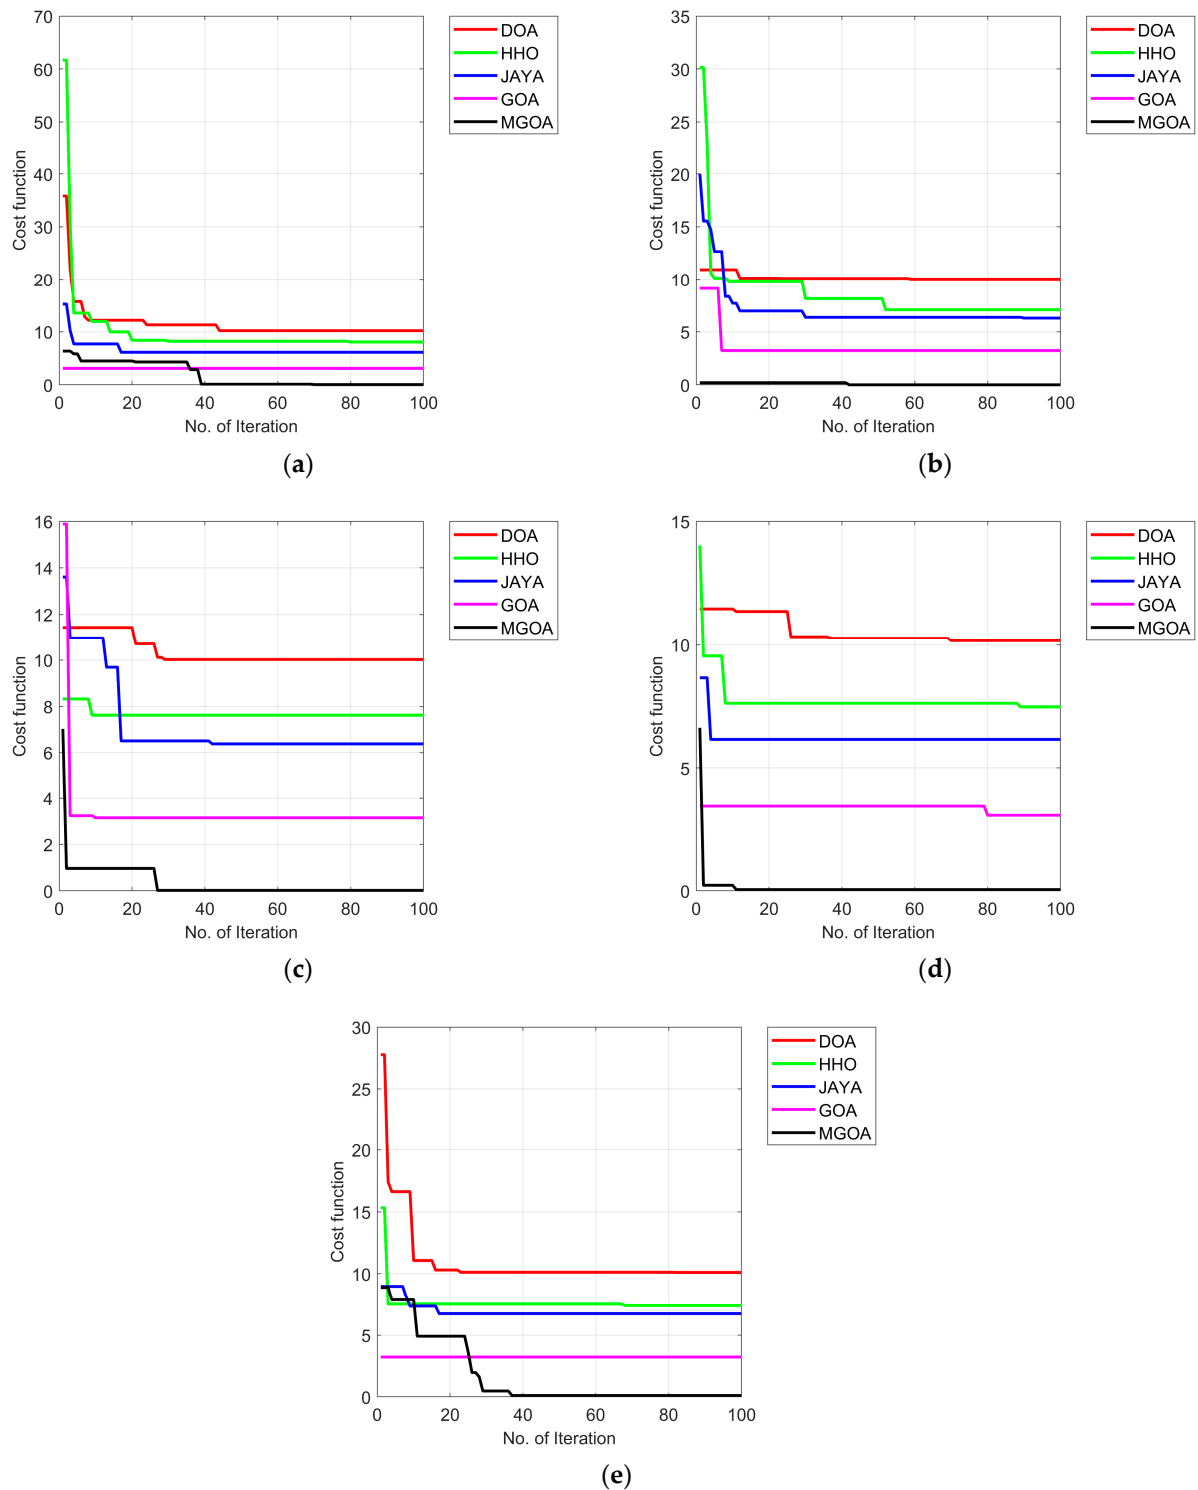 70
60
50
40
30
20
10
0
Cost function
0 20 40 60 80 100
No. of Iteration
DOA
HHO
JAYA
GOA
MGOA
(a)
35
30
25
20
15
10
5
0
Cost function
0 20 40 60 80 100
No. of Iteration
DOA
HHO
JAYA
GOA
MGOA
(b)
16
14
12
10
8
6
4
2
0
Cost function
0 20 40 60 80 100
No. of Iteration
DOA
HHO
JAYA
GOA
MGOA
(c)
15
10
5
0
Cost function
0 20 40 60 80 100
No. of Iteration
DOA
HHO
JAYA
GOA
MGOA
(d)
30
25
20
15
10
5
0
Cost function
0 20 40 60 80 100
No. of Iteration
DOA
HHO
JAYA
GOA
MGOA
(e)